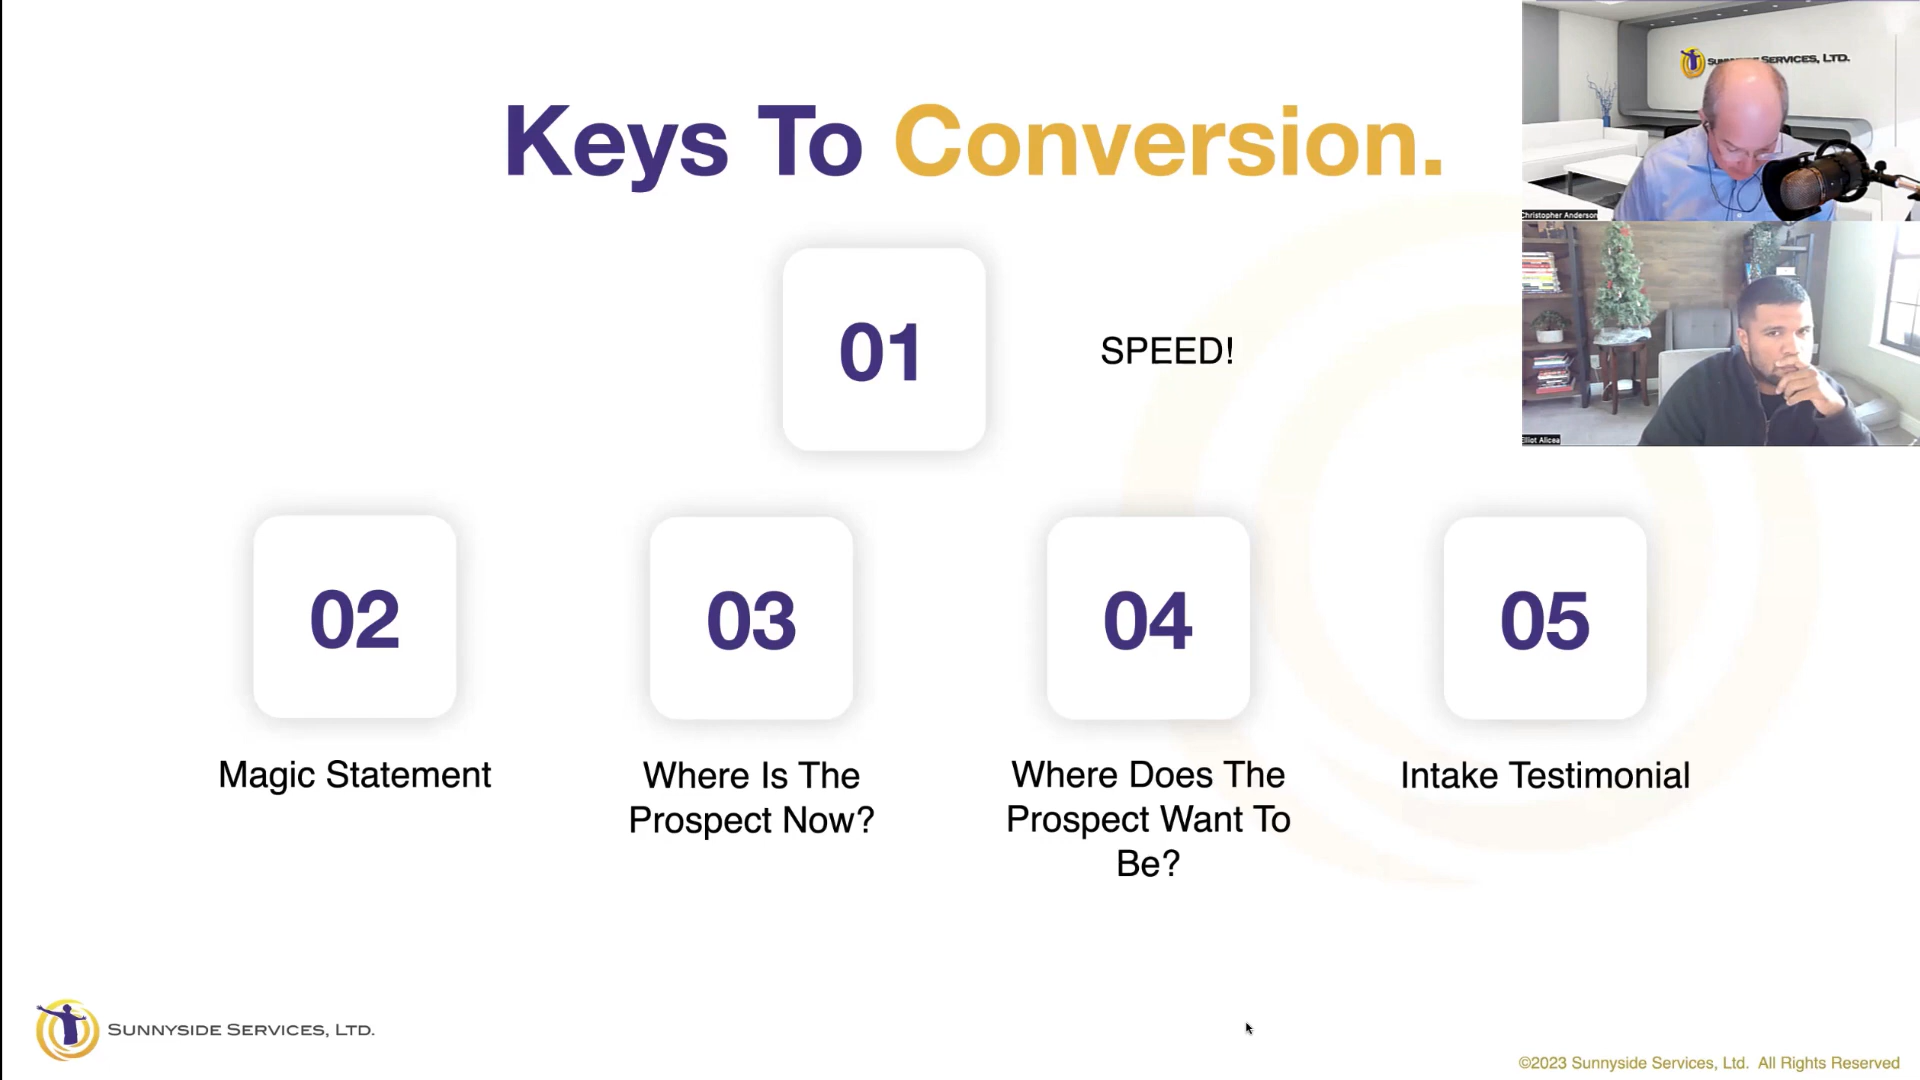 Keys To Conversion.
SERVICES, LTD.
Christopher Anderson
01
SPEED!
Elliot Alicea
02
03
04
05
Magic Statement
Where Is The
Prospect Now?
Where Does The
Prospect Want To
Be?
Intake Testimonial
SUNNYSIDE SERVICES, LTD.
©2023 Sunnyside Services, Ltd. All Rights Reserved